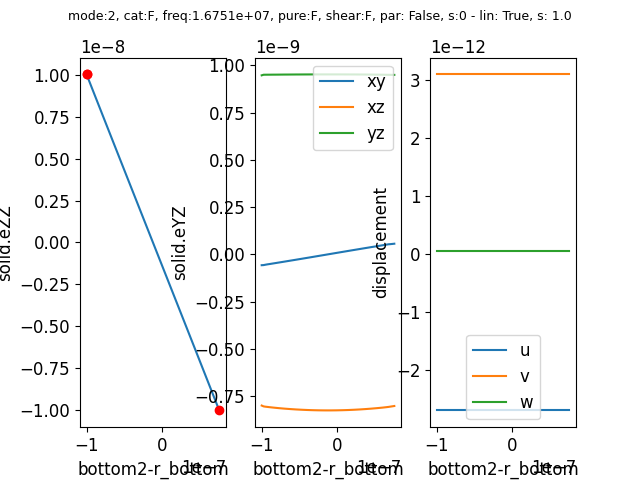 mode:2, cat:F, freq:1.6751e+07, pure:F, shear:F, par: False, s:0 - lin: True, s: 1.0
1e−8
1.00
0.75
0.50
0.25
0.00
−0.25
−0.50
−0.75
−1.00
solid.eZZ
−1
0
1e−7
bottom2-r_bottom
1e−9
1.00
0.75
0.50
0.25
0.00
−0.25
−0.50
−0.75
solid.eYZ
xy
xz
yz
−1
0
1e−7
bottom2-r_bottom
1e−12
3
2
1
0
−1
−2
displacement
u
v
w
−1
0
1e−7
bottom2-r_bottom